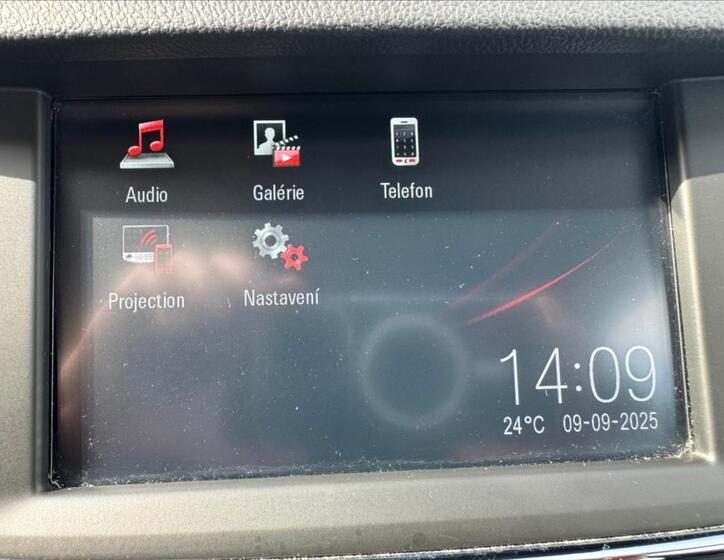 Audio
Galérie
Telefon
Projection
Nastavení
14:09
24°C 09-09-2025